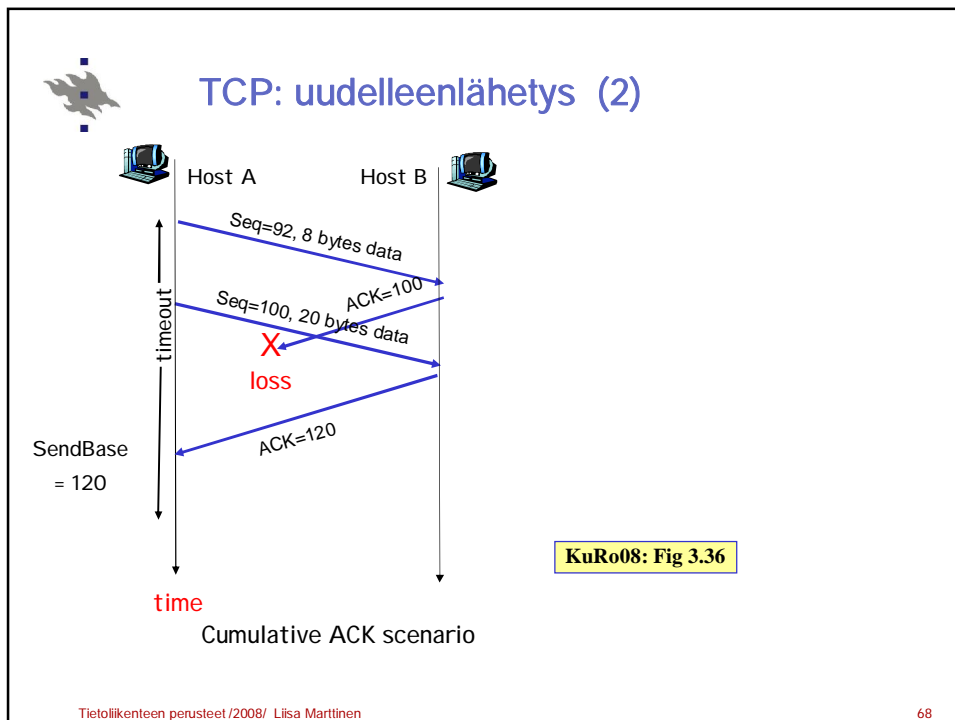 TCP: uudelleenlähetys (2)
Host A
Host B
Seq=92, 8 bytes data
ACK=100
Seq=100, 20 bytes data
timeout
X
loss
ACK=120
SendBase
= 120
KuRo08: Fig 3.36
time
Cumulative ACK scenario
Tietoliikenteen perusteet /2008/ Liisa Marttinen
68